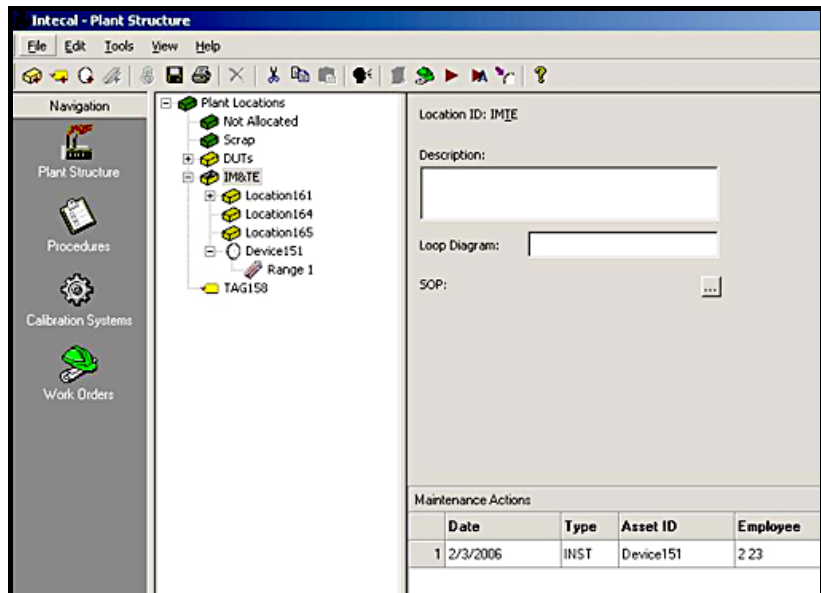 Intecal - Plant Structure
File Edit Tools View Help
Navigation
Plant Structure
Procedures
Calibration Systems
Work Orders
Plant Locations
Not Allocated
Scrap
DUTs
IM&TE
Location161
Location164
Location165
Device151
Range 1
TAG158
Location ID: IMTE
Description:
Loop Diagram:
SOP:
...
Maintenance Actions
Date Type Asset ID Employee
1 2/3/2006 INST Device151 2 23